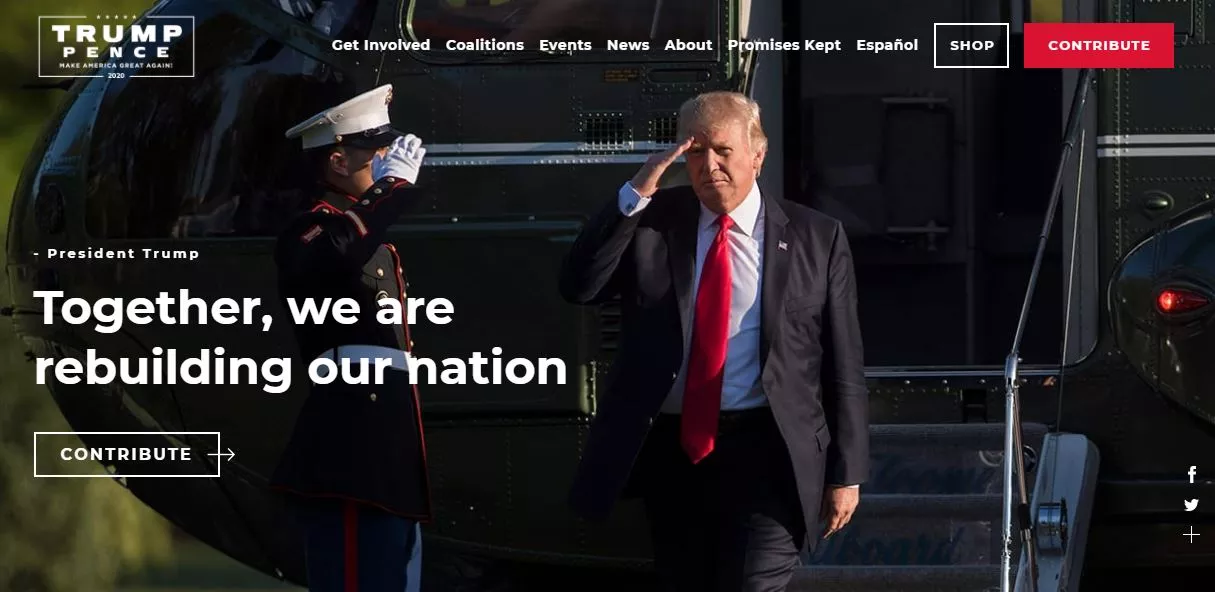 TRUMP
PENCE
MAKE AMERICA GREAT AGAIN!
2020
Get Involved Coalitions Events News About Promises Kept Español SHOP CONTRIBUTE
- President Trump
Together, we are
rebuilding our nation
CONTRIBUTE